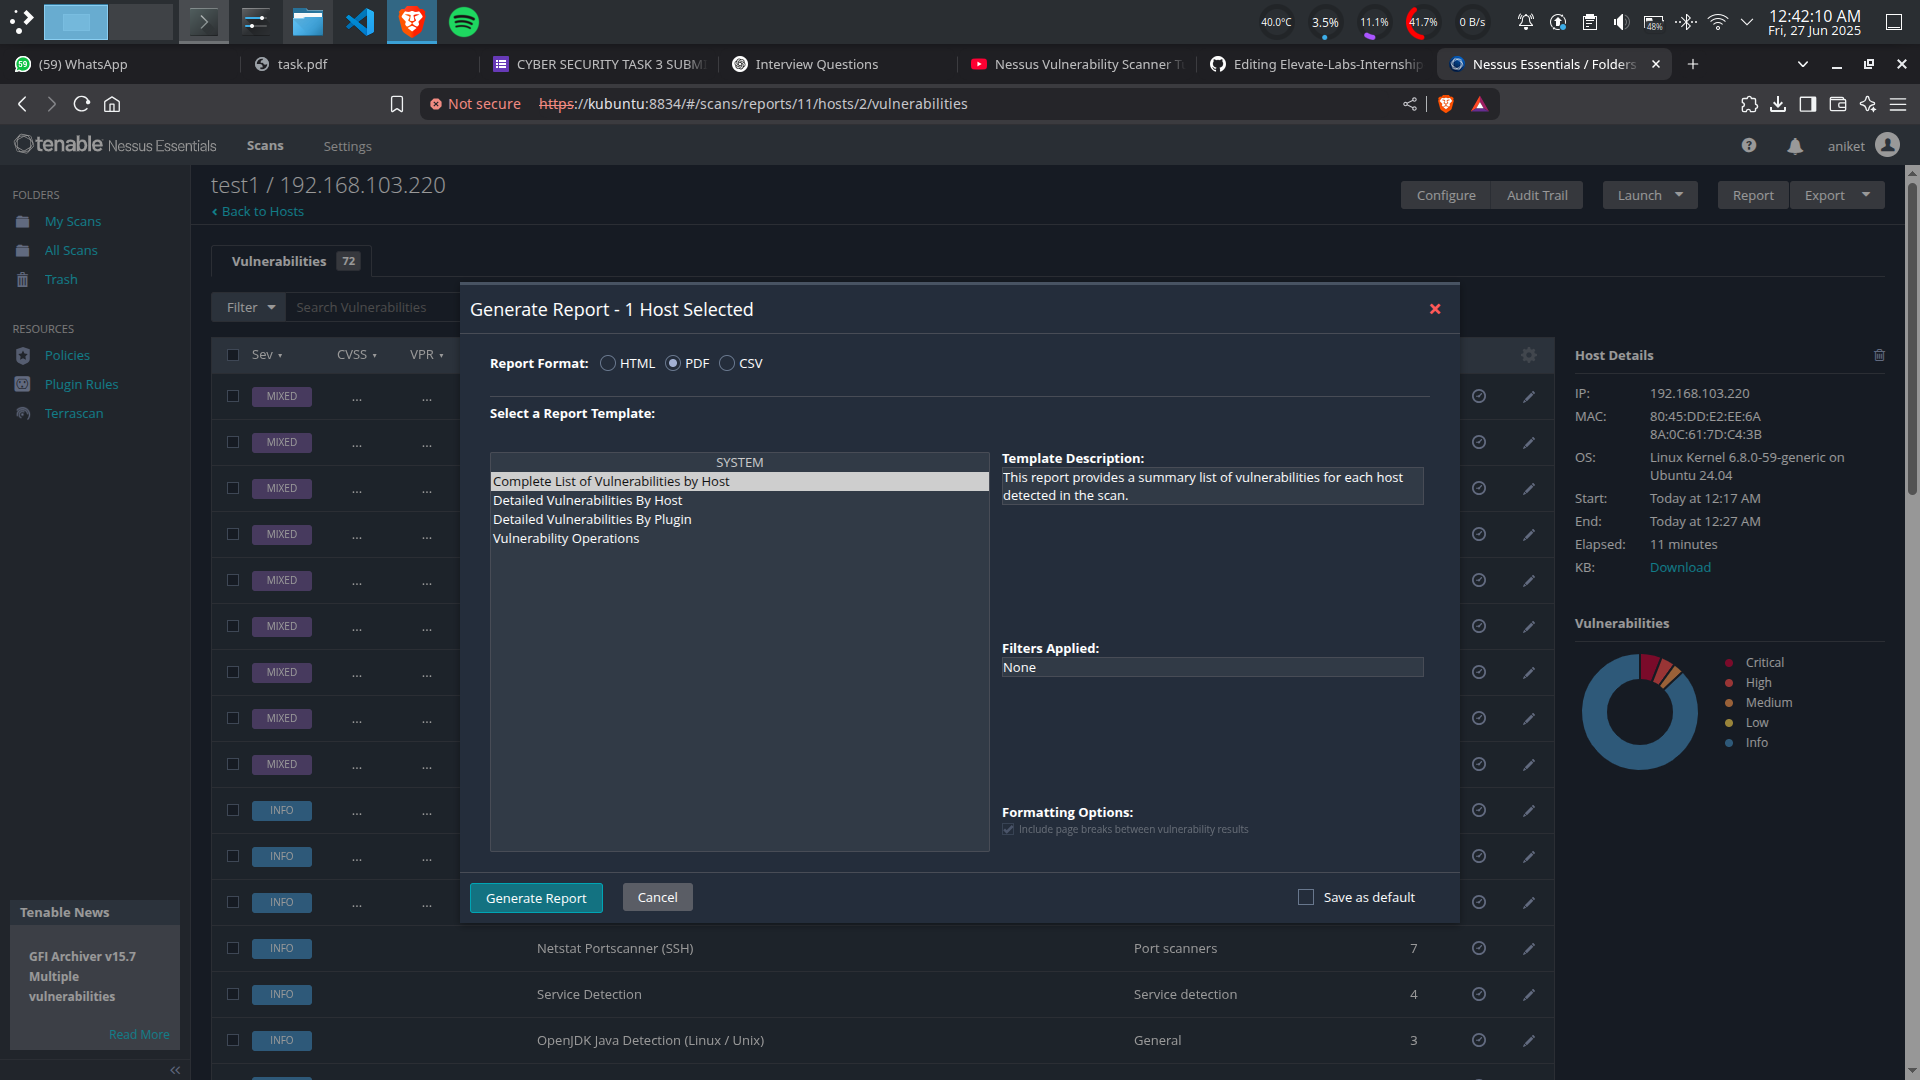 40.0°C
3.5%
11.1%
41.7%
0 B/s
48%
12:42:10 AM
Fri, 27 Jun 2025
(59) WhatsApp
task.pdf
CYBER SECURITY TASK 3 SUBMI
Interview Questions
Nessus Vulnerability Scanner Tu
Editing Elevate-Labs-Internship
Nessus Essentials / Folders
Not secure
https://kubuntu:8834/#/scans/reports/11/hosts/2/vulnerabilities
tenable Nessus Essentials
Scans
Settings
aniket
FOLDERS
My Scans
All Scans
Trash
RESOURCES
Policies
Plugin Rules
Terrascan
Tenable News
GFI Archiver v15.7
Multiple
vulnerabilities
Read More
test1 / 192.168.103.220
Back to Hosts
Configure
Audit Trail
Launch
Report
Export
Vulnerabilities 72
Filter
Search Vulnerabilities
Sev
CVSS
VPR
MIXED ... ...
MIXED ... ...
MIXED ... ...
MIXED ... ...
MIXED ... ...
MIXED ... ...
MIXED ... ...
MIXED ... ...
MIXED ... ...
INFO ... ...
INFO ... ...
INFO ... ...
INFO Netstat Portscanner (SSH) Port scanners 7
INFO Service Detection Service detection 4
INFO OpenJDK Java Detection (Linux / Unix) General 3
Generate Report - 1 Host Selected
Report Format: HTML PDF CSV
Select a Report Template:
SYSTEM
Complete List of Vulnerabilities by Host
Detailed Vulnerabilities By Host
Detailed Vulnerabilities By Plugin
Vulnerability Operations
Template Description:
This report provides a summary list of vulnerabilities for each host
detected in the scan.
Filters Applied:
None
Formatting Options:
Include page breaks between vulnerability results
Generate Report
Cancel
Save as default
Host Details
IP: 192.168.103.220
MAC: 80:45:DD:E2:EE:6A
8A:0C:61:7D:C4:3B
OS: Linux Kernel 6.8.0-59-generic on
Ubuntu 24.04
Start: Today at 12:17 AM
End: Today at 12:27 AM
Elapsed: 11 minutes
KB: Download
Vulnerabilities
Critical
High
Medium
Low
Info